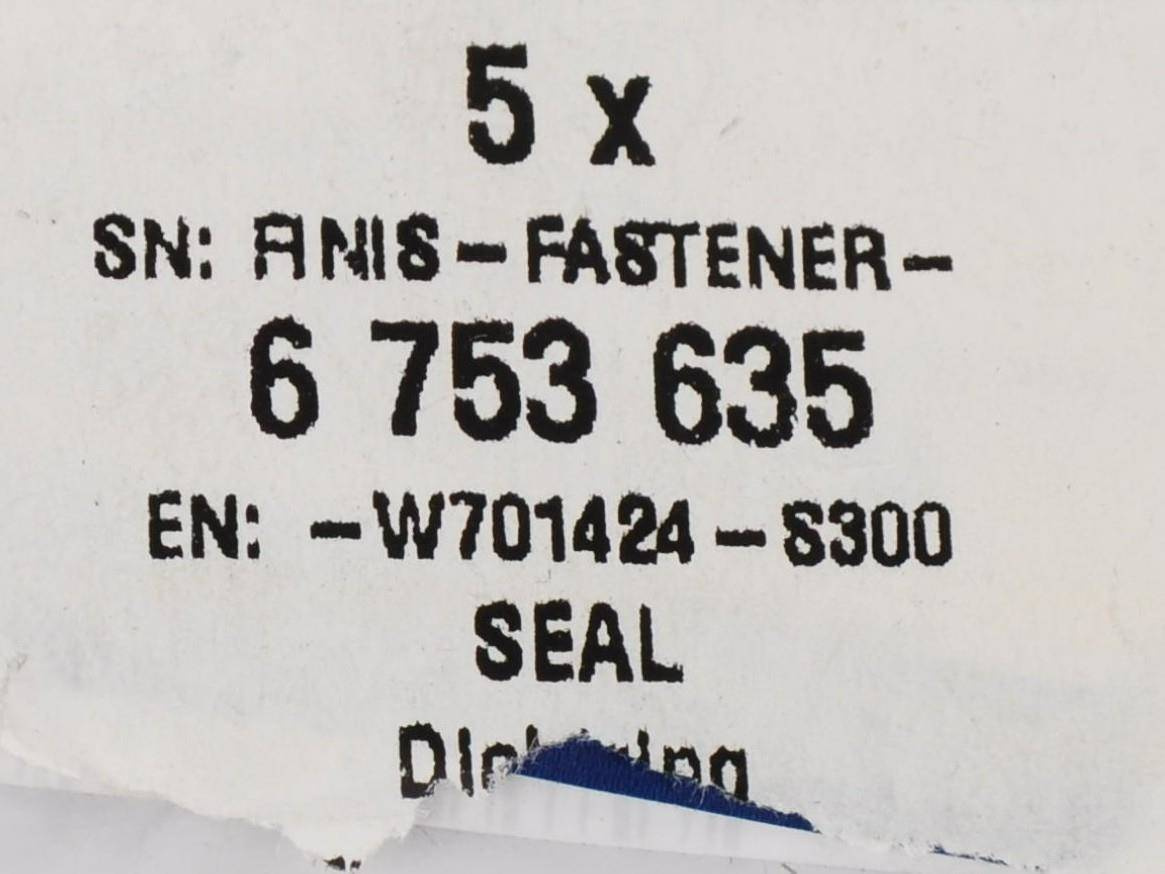 5 x
SN: FINIS-FASTENER-
6 753 635
EN: -W701424-S300
SEAL